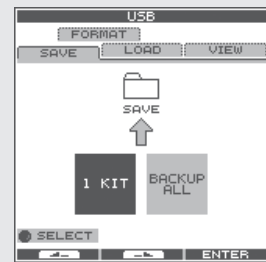 USB
FORMAT
SAVE LOAD VIEW
SAVE
1 KIT
BACKUP ALL
SELECT
ENTER